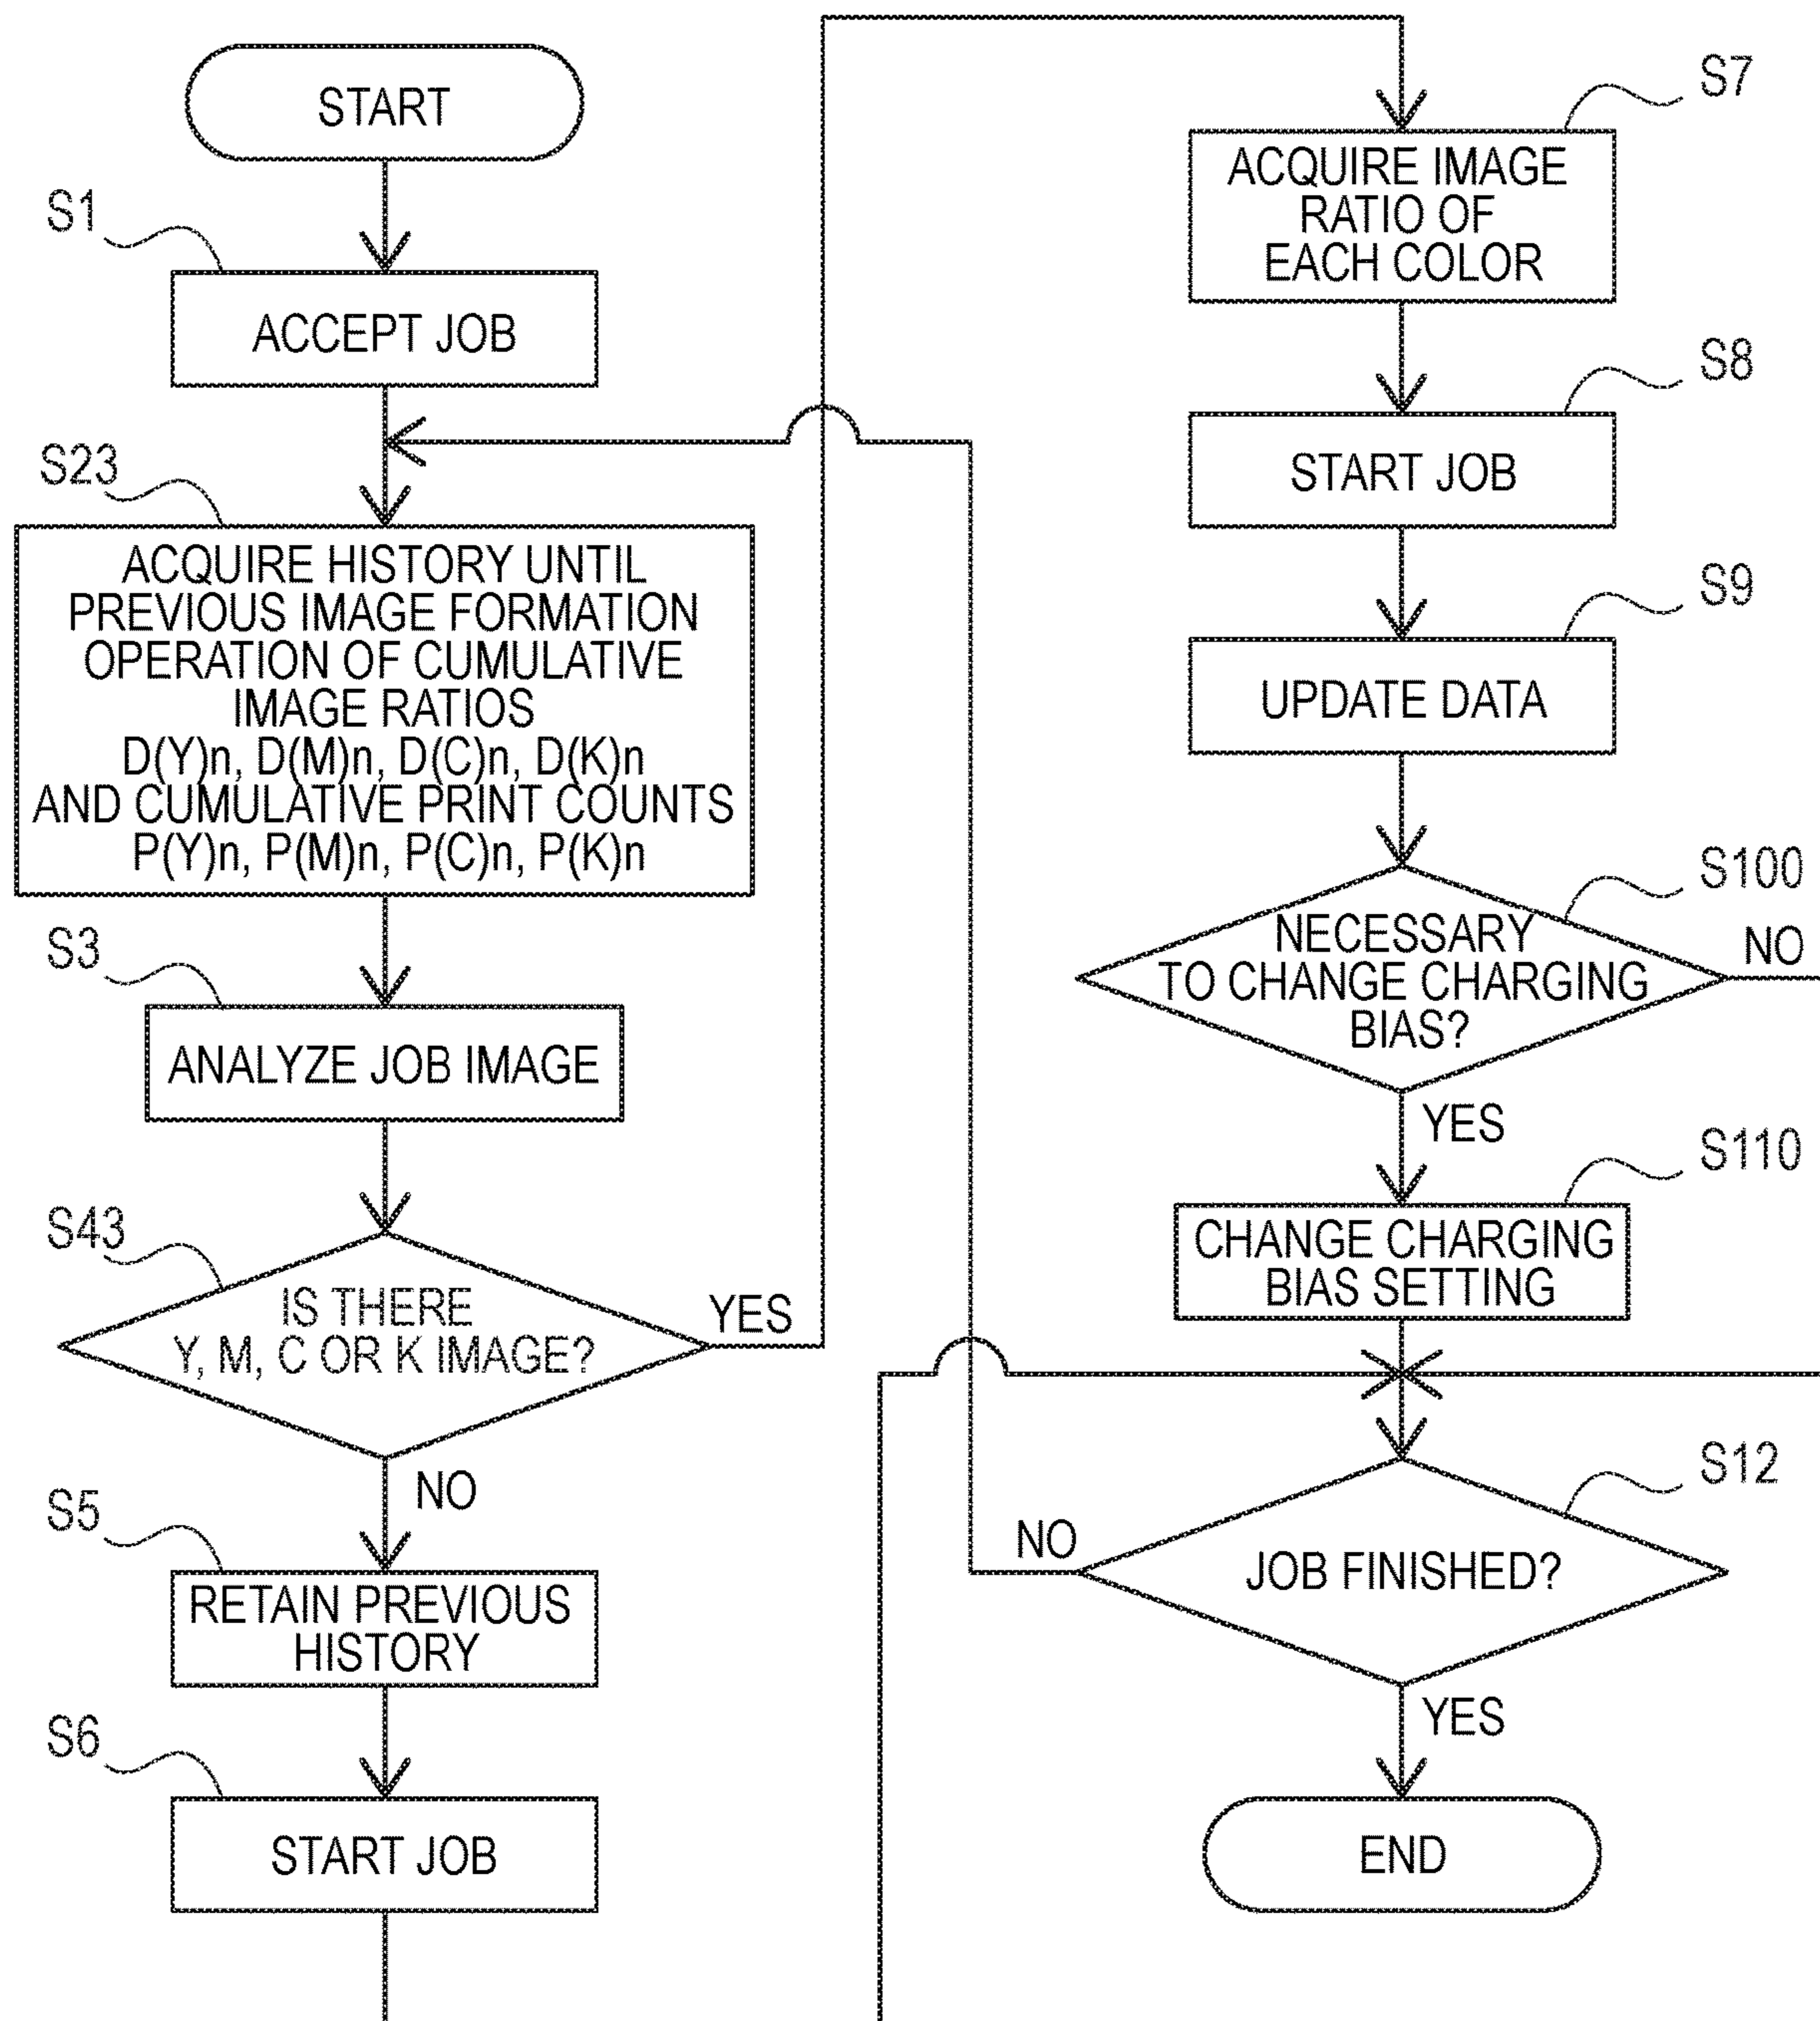 START
S1
ACCEPT JOB
S23
ACQUIRE HISTORY UNTIL
PREVIOUS IMAGE FORMATION
OPERATION OF CUMULATIVE
IMAGE RATIOS
D(Y)n, D(M)n, D(C)n, D(K)n
AND CUMULATIVE PRINT COUNTS
P(Y)n, P(M)n, P(C)n, P(K)n
S3
ANALYZE JOB IMAGE
S43
IS THERE
Y, M, C OR K IMAGE?
YES
NO
S5
RETAIN PREVIOUS
HISTORY
S6
START JOB
S7
ACQUIRE IMAGE
RATIO OF
EACH COLOR
S8
START JOB
S9
UPDATE DATA
S100
NECESSARY
TO CHANGE CHARGING
BIAS?
NO
YES
S110
CHANGE CHARGING
BIAS SETTING
S12
NO
JOB FINISHED?
YES
END